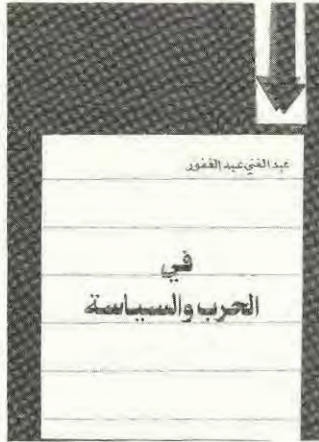 عبد الغني عبد الغفور
في
الحرب والسياسة